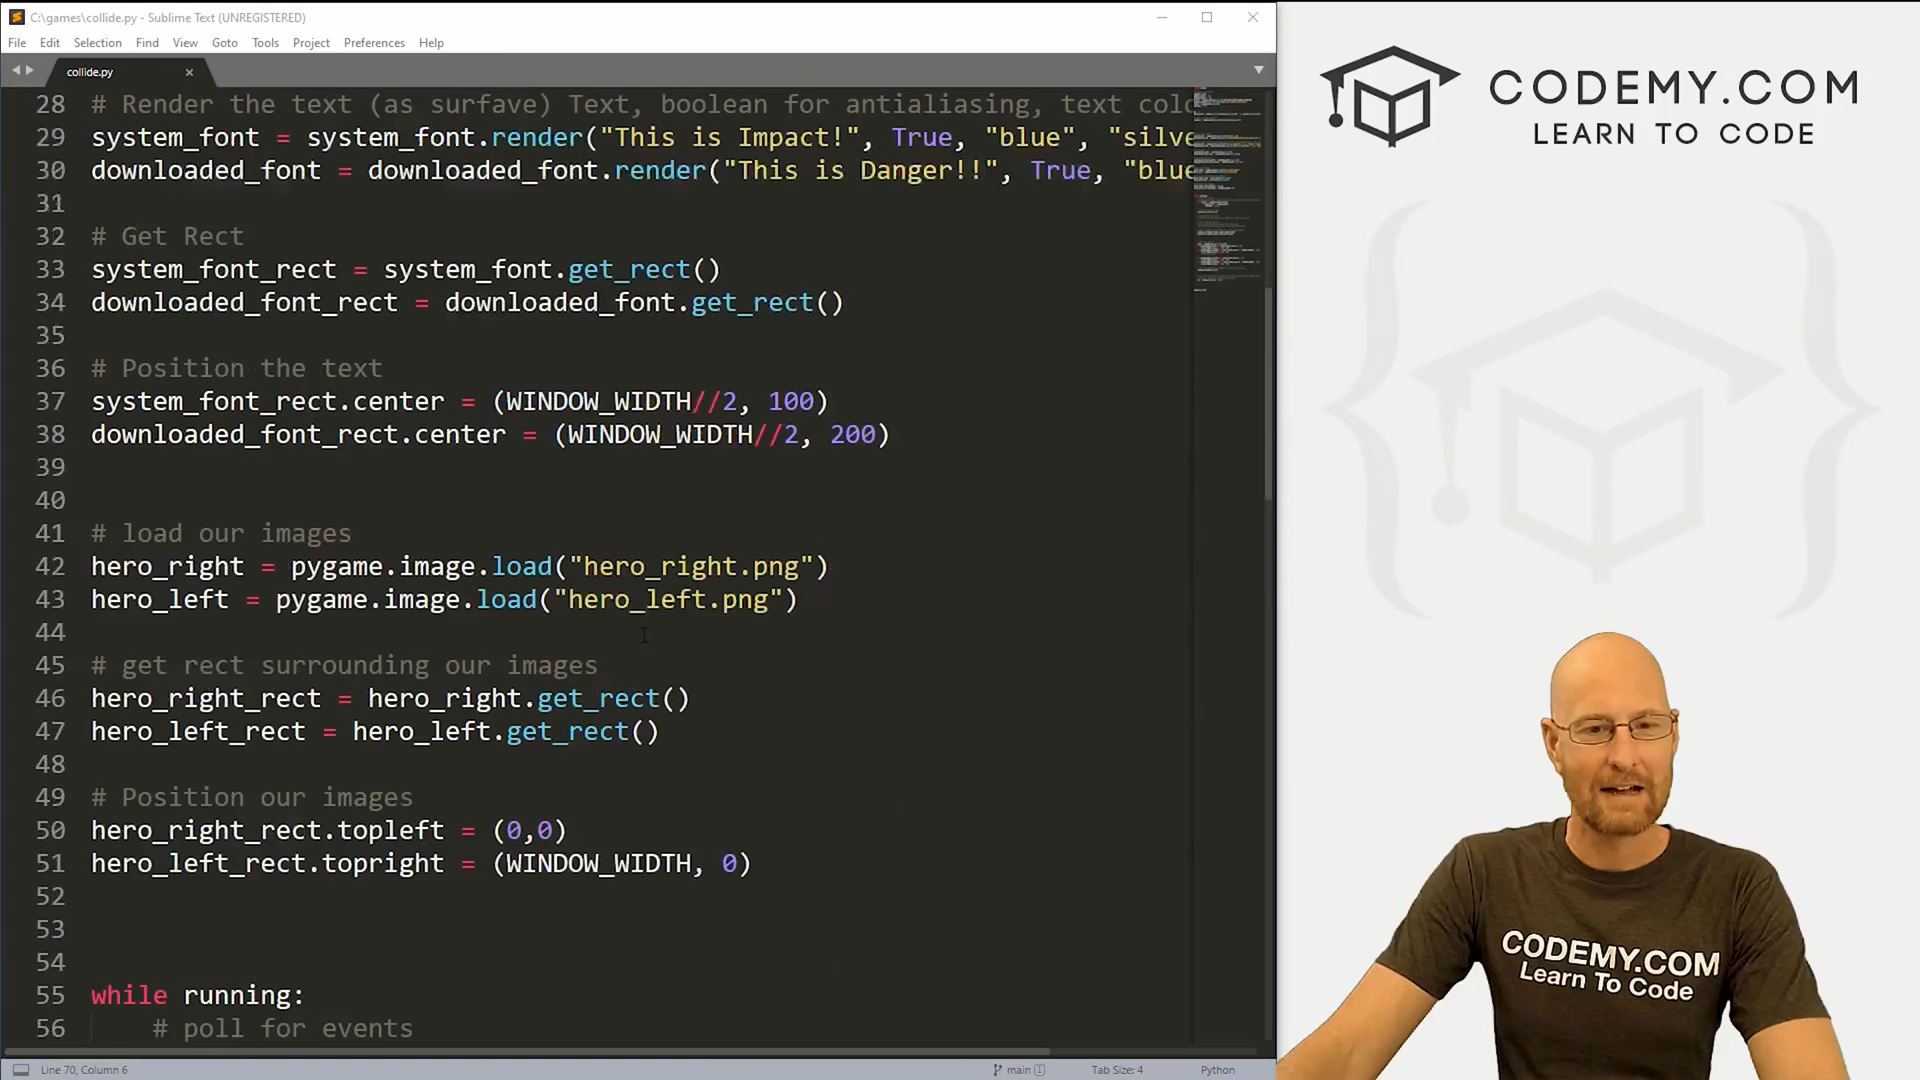 C:\games\collide.py - Sublime Text (UNREGISTERED)
File Edit Selection Find View Goto Tools Project Preferences Help
collide.py
28 # Render the text (as surfave) Text, boolean for antialiasing, text colo
29 system_font = system_font.render("This is Impact!", True, "blue", "silve
30 downloaded_font = downloaded_font.render("This is Danger!!", True, "blue
31
32 # Get Rect
33 system_font_rect = system_font.get_rect()
34 downloaded_font_rect = downloaded_font.get_rect()
35
36 # Position the text
37 system_font_rect.center = (WINDOW_WIDTH//2, 100)
38 downloaded_font_rect.center = (WINDOW_WIDTH//2, 200)
39
40
41 # load our images
42 hero_right = pygame.image.load("hero_right.png")
43 hero_left = pygame.image.load("hero_left.png")
44
45 # get rect surrounding our images
46 hero_right_rect = hero_right.get_rect()
47 hero_left_rect = hero_left.get_rect()
48
49 # Position our images
50 hero_right_rect.topleft = (0,0)
51 hero_left_rect.topright = (WINDOW_WIDTH, 0)
52
53
54
55 while running:
56 # poll for events
Line 70, Column 6
main 1
Tab Size: 4
Python
CODEMY.COM
LEARN TO CODE
CODEMY.COM
Learn To Code